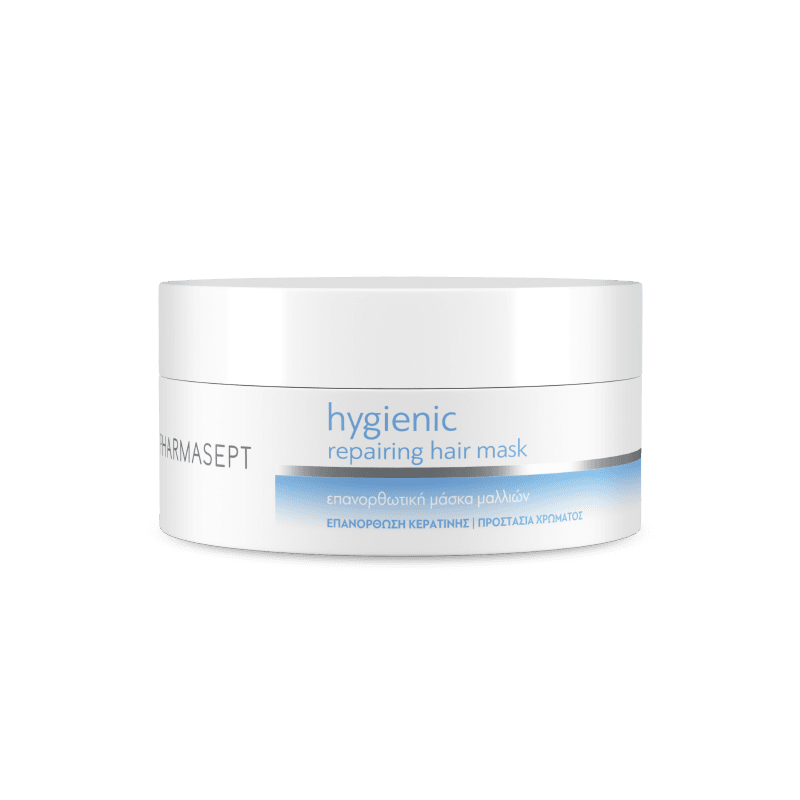 hygienic
repairing hair mask
PHARMASEPT
επανορθωτική μάσκα μαλλιών
ΕΠΑΝΟΡΘΩΣΗ ΚΕΡΑΤΙΝΗΣ | ΠΡΟΣΤΑΣΙΑ ΧΡΩΜΑΤΟΣ